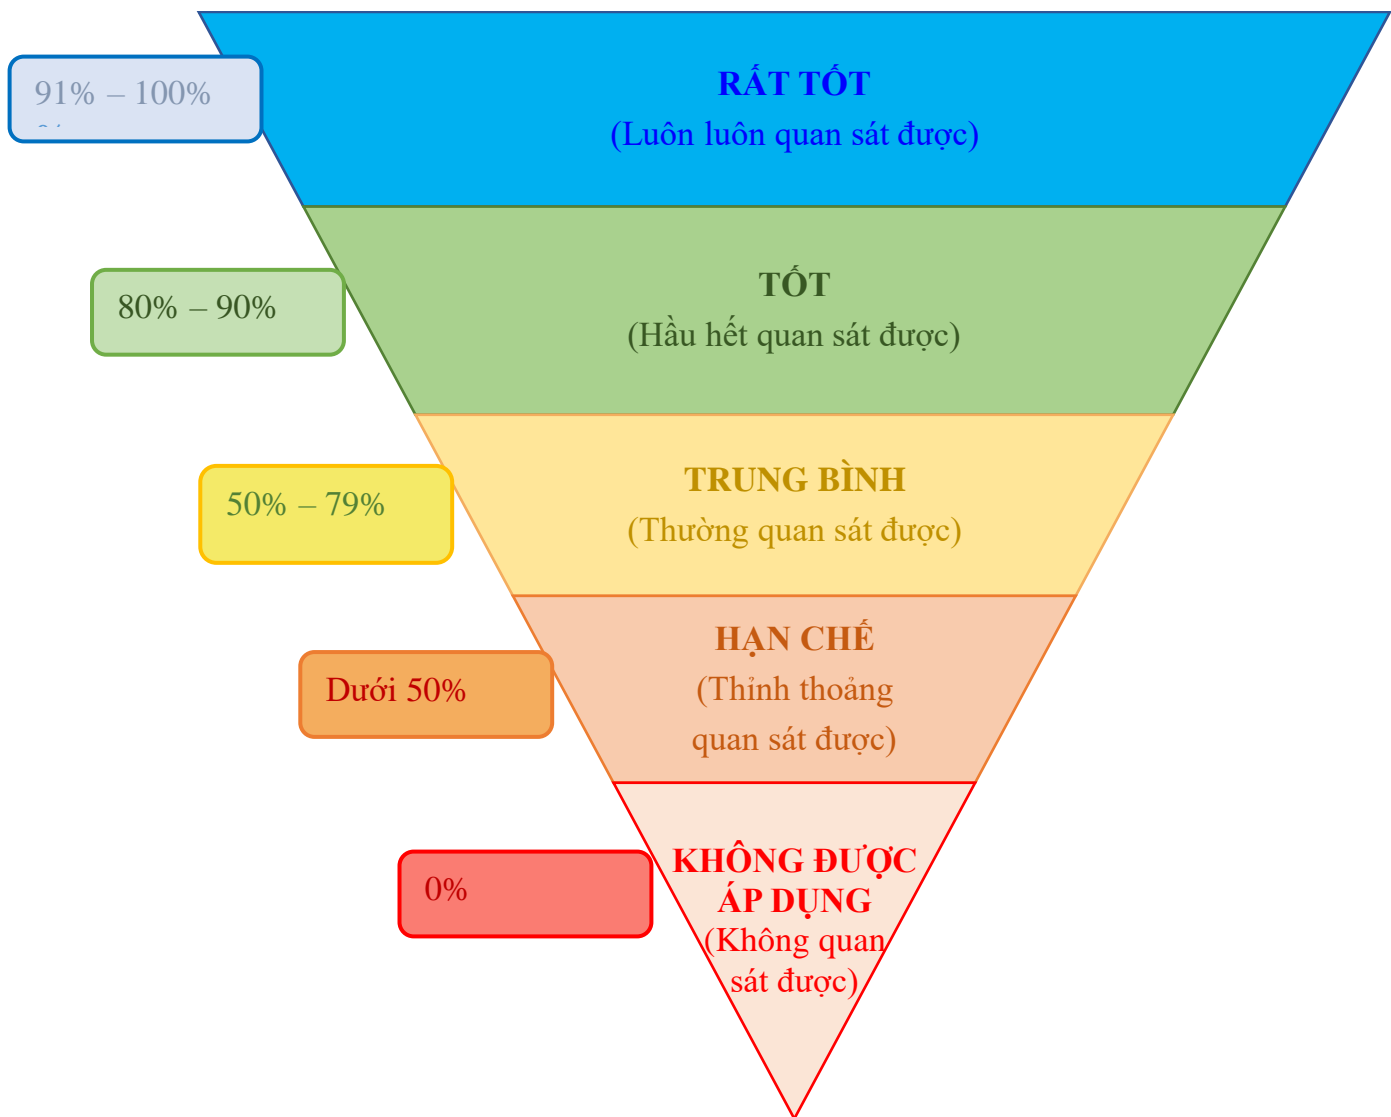 91% – 100%
RẤT TỐT
(Luôn luôn quan sát được)
80% – 90%
TỐT
(Hầu hết quan sát được)
50% – 79%
TRUNG BÌNH
(Thường quan sát được)
Dưới 50%
HẠN CHẾ
(Thỉnh thoảng
quan sát được)
0%
KHÔNG ĐƯỢC
ÁP DỤNG
(Không quan
sát được)